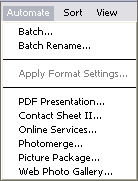 Automate Sort View
Batch...
Batch Rename...
Apply Format Settings...
PDF Presentation...
Contact Sheet II...
Online Services...
Photomerge...
Picture Package...
Web Photo Gallery...